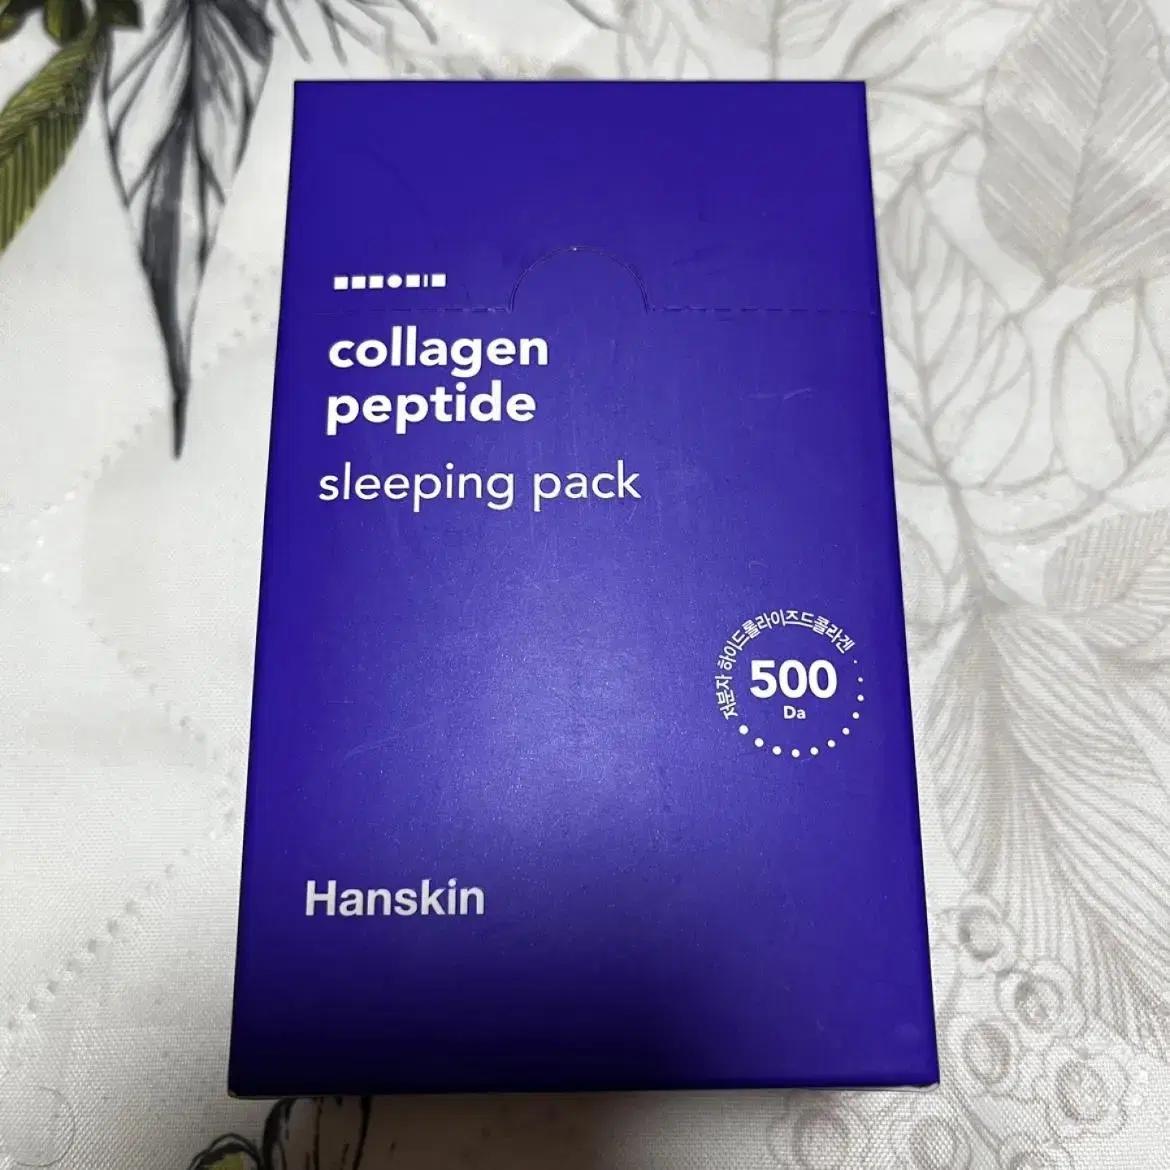 collagen
peptide
sleeping pack
저분자 하이드롤라이즈드콜라겐
500
Da
Hanskin